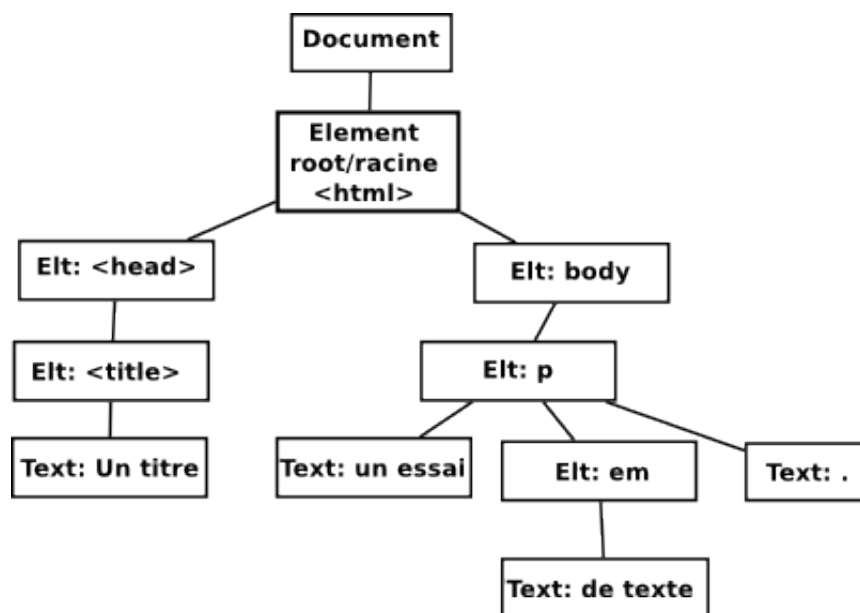 Document
Element
root/racine
<html>
Elt: <head>
Elt: body
Elt: <title>
Elt: p
Text: Un titre
Text: un essai
Elt: em
Text: .
Text: de texte